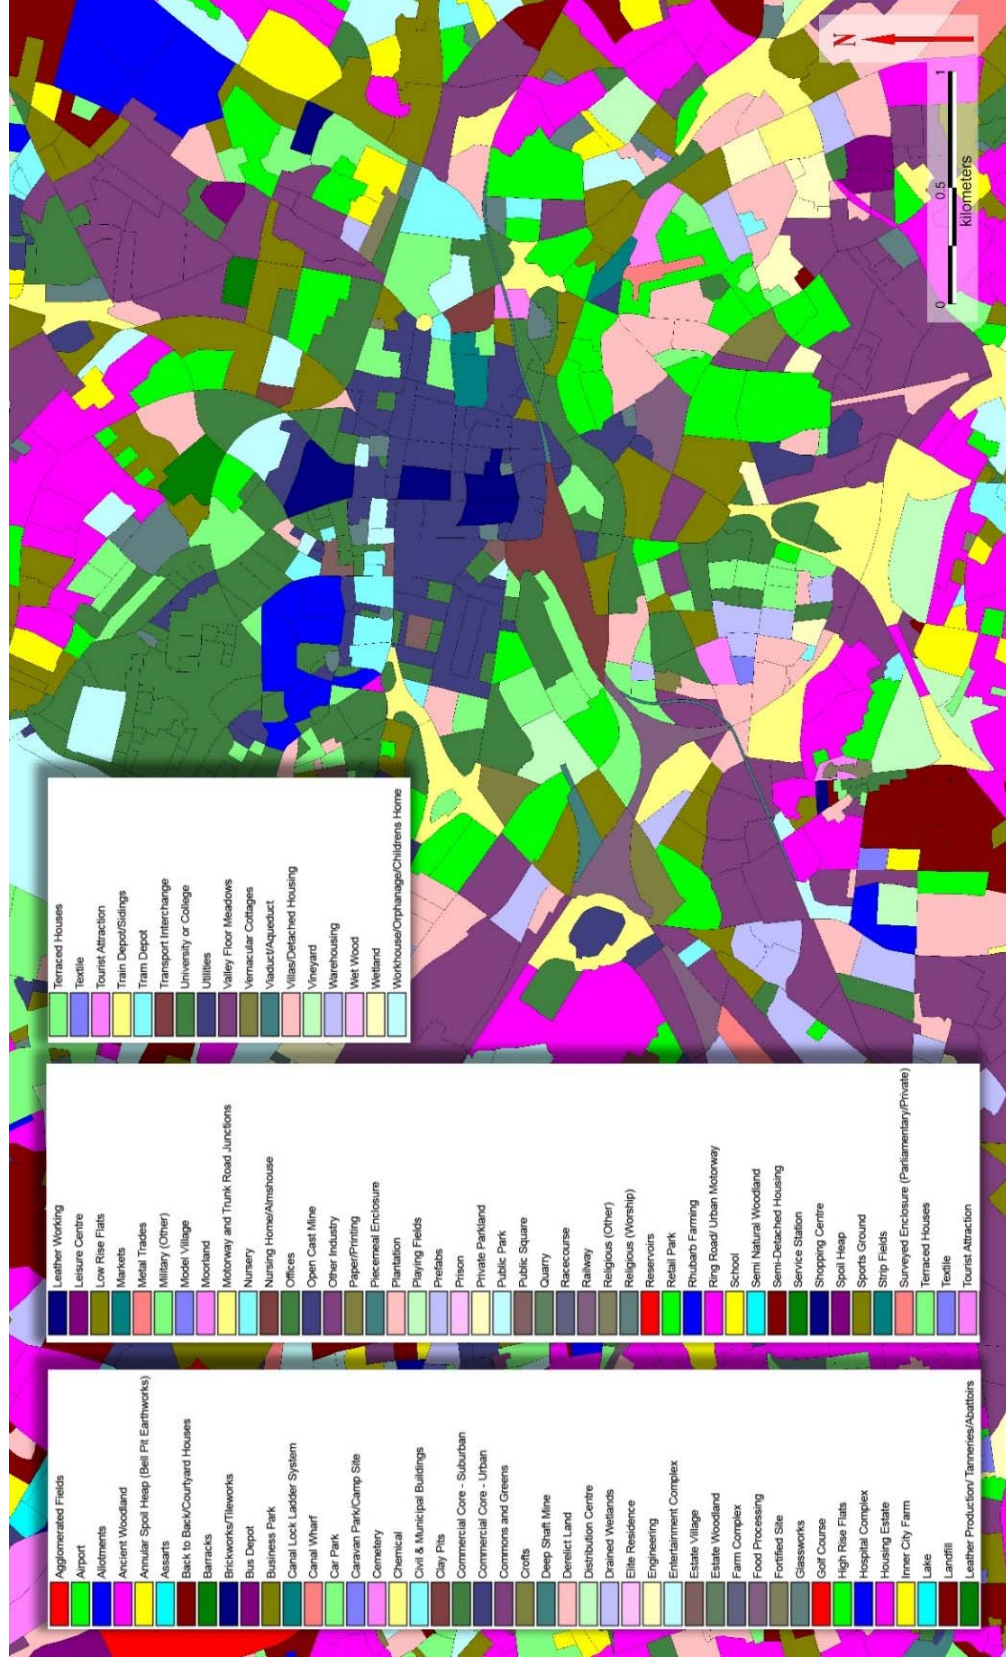 Agglomerated Fields
Airport
Allotments
Ancient Woodland
Annular Spoil Heap (Bell Pit Earthworks)
Assarts
Back to Back/Courtyard Houses
Barracks
Brickworks/Tileworks
Bus Depot
Business Park
Canal Lock Ladder System
Canal Wharf
Car Park
Caravan Park/Camp Site
Cemetery
Chemical
Civil & Municipal Buildings
Clay Pits
Commercial Core - Suburban
Commercial Core - Urban
Commons and Greens
Crofts
Deep Shaft Mine
Derelict Land
Distribution Centre
Drained Wetlands
Elite Residence
Engineering
Entertainment Complex
Estate Village
Estate Woodland
Farm Complex
Food Processing
Fortified Site
Glassworks
Golf Course
High Rise Flats
Hospital Complex
Housing Estate
Inner City Farm
Lake
Landfill
Leather Production/ Tanneries/Abattoirs
Leather Working
Leisure Centre
Low Rise Flats
Markets
Metal Trades
Military (Other)
Model Village
Moorland
Motorway and Trunk Road Junctions
Nursery
Nursing Home/Almshouse
Offices
Open Cast Mine
Other Industry
Paper/Printing
Piecemeal Enclosure
Plantation
Playing Fields
Prefabs
Prison
Private Parkland
Public Park
Public Square
Quarry
Racecourse
Railway
Religious (Other)
Religious (Worship)
Reservoirs
Retail Park
Rhubarb Farming
Ring Road/ Urban Motorway
School
Semi Natural Woodland
Semi-Detached Housing
Service Station
Shopping Centre
Spoil Heap
Sports Ground
Strip Fields
Surveyed Enclosure (Parliamentary/Private)
Terraced Houses
Textile
Tourist Attraction
Terraced Houses
Textile
Tourist Attraction
Train Depot/Sidings
Tram Depot
Transport Interchange
University or College
Utilities
Valley Floor Meadows
Vernacular Cottages
Viaduct/Aqueduct
Villas/Detached Housing
Vineyard
Warehousing
Wet Wood
Wetland
Workhouse/Orphanage/Childrens Home
N
0 0.5 1
kilometers